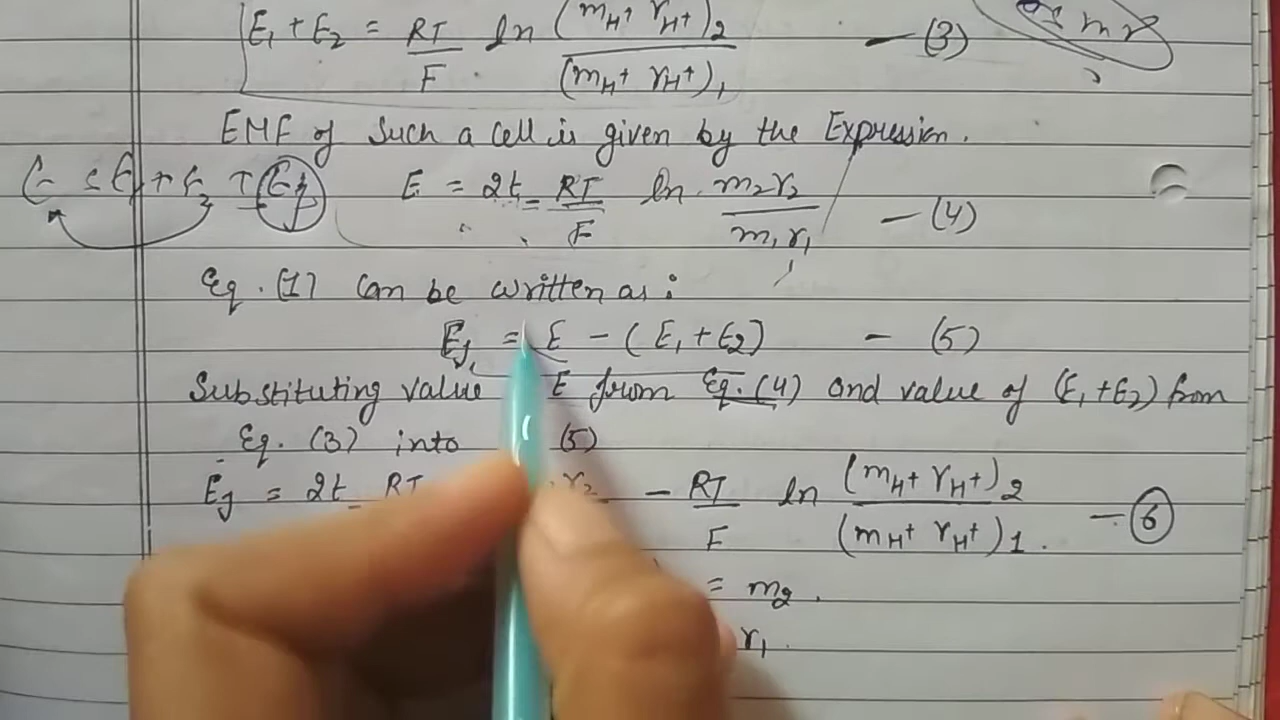 E₁ + E₂ = RT/F ln (mH⁺ γH⁺)₂ / (mH⁺ γH⁺)₁ — (3)
EMF of Such a cell is given by the Expression.
E = 2t₋ RT/F ln m₂γ₂ / m₁γ₁ — (4)
Eq. (1) can be written as:
Ej = E - (E₁ + E₂) — (5)
Substituting value E from Eq. (4) and value of (E₁+E₂) from
Eq. (3) into (5)
Ej = 2t₋ RT γ₂ - RT/F ln (mH⁺ γH⁺)₂ / (mH⁺ γH⁺)1. — 6
= m₂.
γ₁.